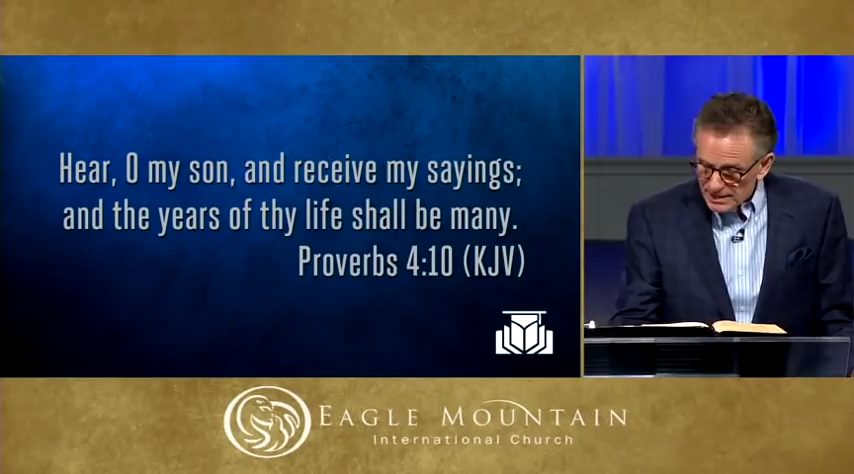 Hear, O my son, and receive my sayings;
and the years of thy life shall be many.
Proverbs 4:10 (KJV)
EAGLE MOUNTAIN
International Church